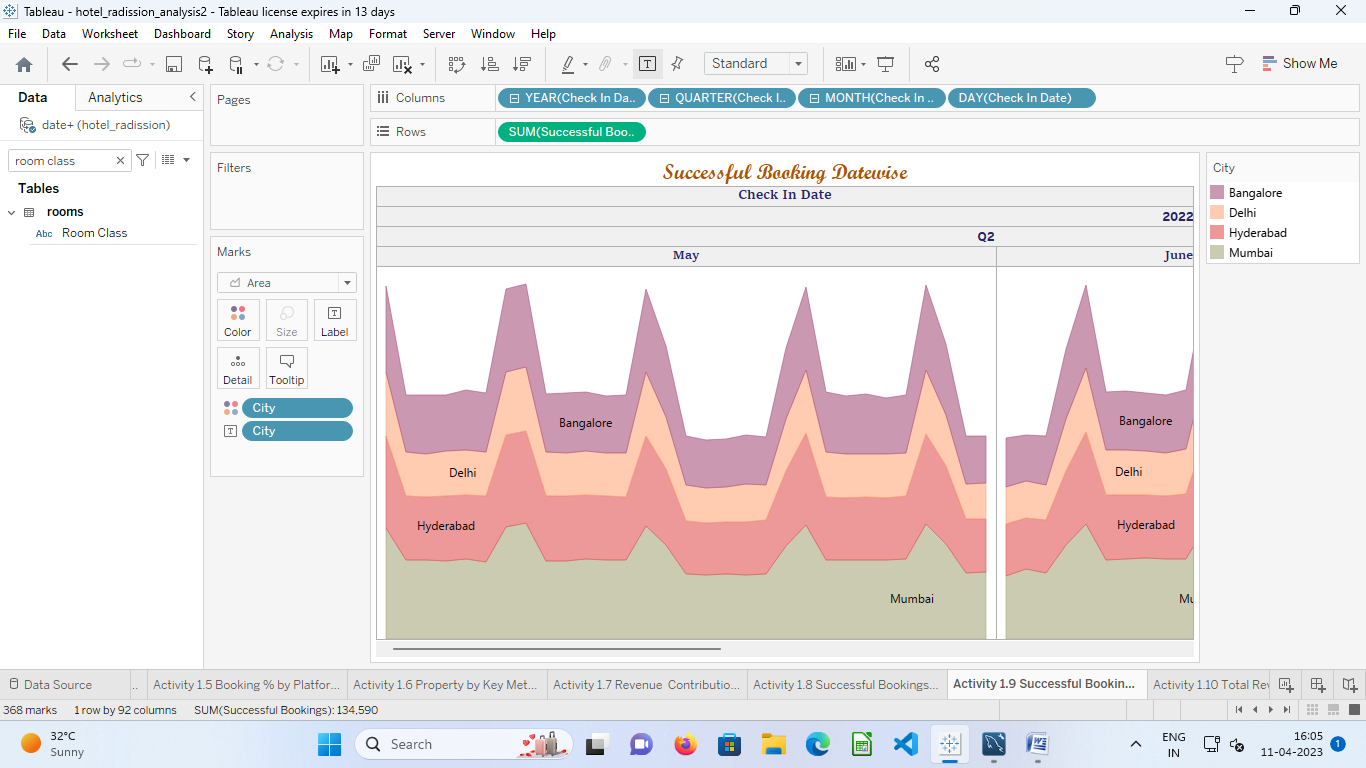 Tableau - hotel_radission_analysis2 - Tableau license expires in 13 days
File Data Worksheet Dashboard Story Analysis Map Format Server Window Help
Standard
Show Me
Data Analytics
date+ (hotel_radission)
room class
Tables
rooms
Abc Room Class
Pages
Filters
Marks
Area
Color Size Label
Detail Tooltip
City
City
Columns YEAR(Check In Da.. QUARTER(Check I.. MONTH(Check In .. DAY(Check In Date)
Rows SUM(Successful Boo..
Successful Booking Datewise
Check In Date
2022
Q2
May June
Bangalore Bangalore
Delhi Delhi
Hyderabad Hyderabad
Mumbai Mu
City
Bangalore
Delhi
Hyderabad
Mumbai
Data Source .. Activity 1.5 Booking % by Platfor... Activity 1.6 Property by Key Met... Activity 1.7 Revenue Contributio... Activity 1.8 Successful Bookings... Activity 1.9 Successful Bookin... Activity 1.10 Total Rev
368 marks 1 row by 92 columns SUM(Successful Bookings): 134,590
32°C
Sunny
Search
ENG
IN
16:05
11-04-2023
1